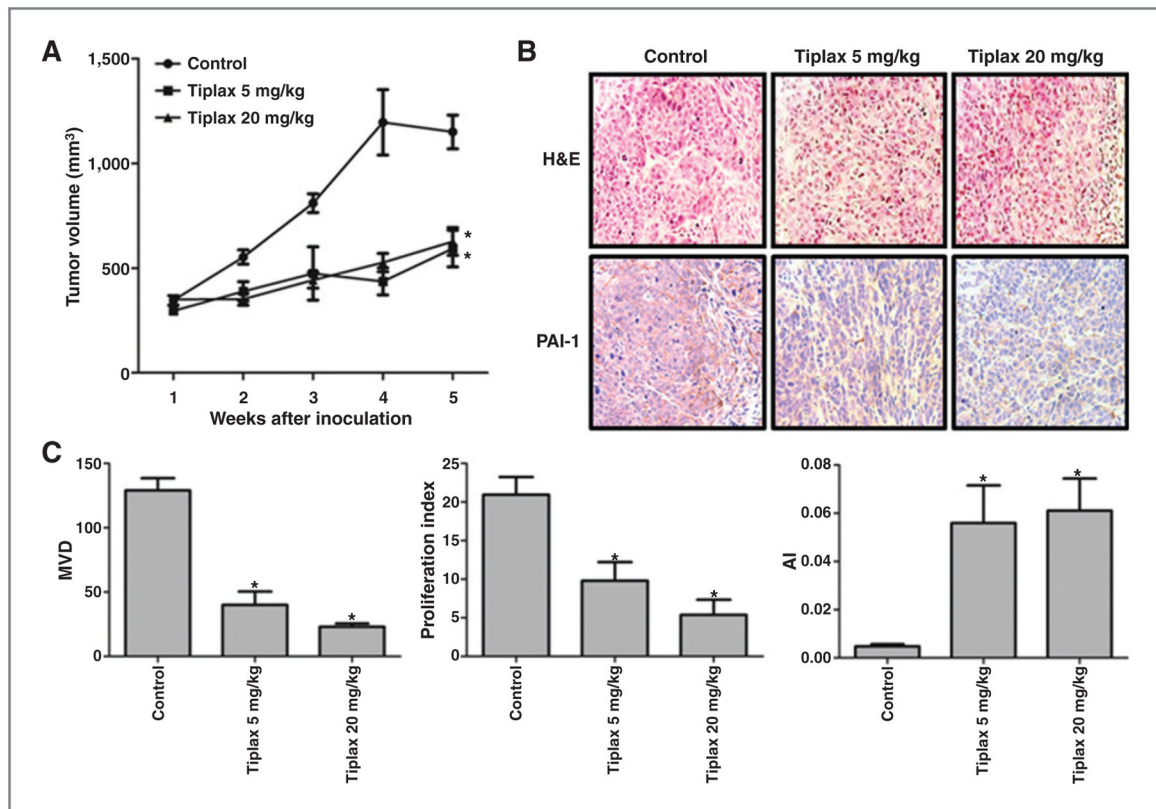 A
1,500
1,000
500
0
Tumor volume (mm³)
Control
Tiplax 5 mg/kg
Tiplax 20 mg/kg
*
*
1 2 3 4 5
Weeks after inoculation
B
Control Tiplax 5 mg/kg Tiplax 20 mg/kg
H&E
PAI-1
C
150
100
50
0
MVD
*
*
Control
Tiplax 5 mg/kg
Tiplax 20 mg/kg
25
20
15
10
5
0
Proliferation index
*
*
Control
Tiplax 5 mg/kg
Tiplax 20 mg/kg
0.08
0.06
0.04
0.02
0.00
AI
*
*
Control
Tiplax 5 mg/kg
Tiplax 20 mg/kg